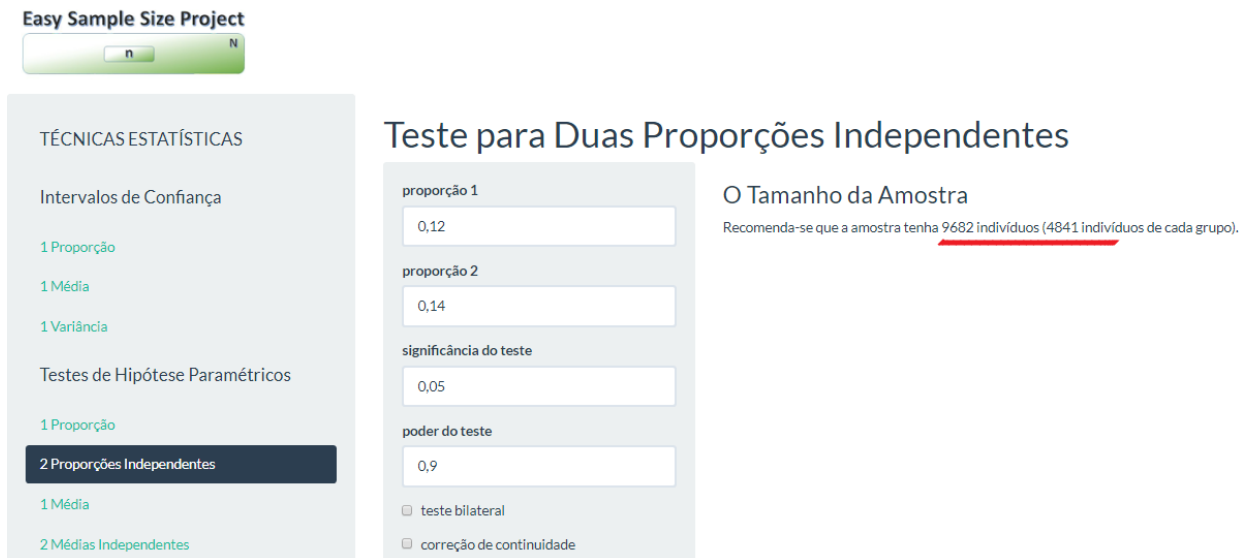 Easy Sample Size Project
n
N
TÉCNICAS ESTATÍSTICAS
Intervalos de Confiança
1 Proporção
1 Média
1 Variância
Testes de Hipótese Paramétricos
1 Proporção
2 Proporções Independentes
1 Média
2 Médias Independentes
Teste para Duas Proporções Independentes
proporção 1
0,12
proporção 2
0,14
significância do teste
0,05
poder do teste
0,9
teste bilateral
correção de continuidade
O Tamanho da Amostra
Recomenda-se que a amostra tenha 9682 indivíduos (4841 indivíduos de cada grupo).